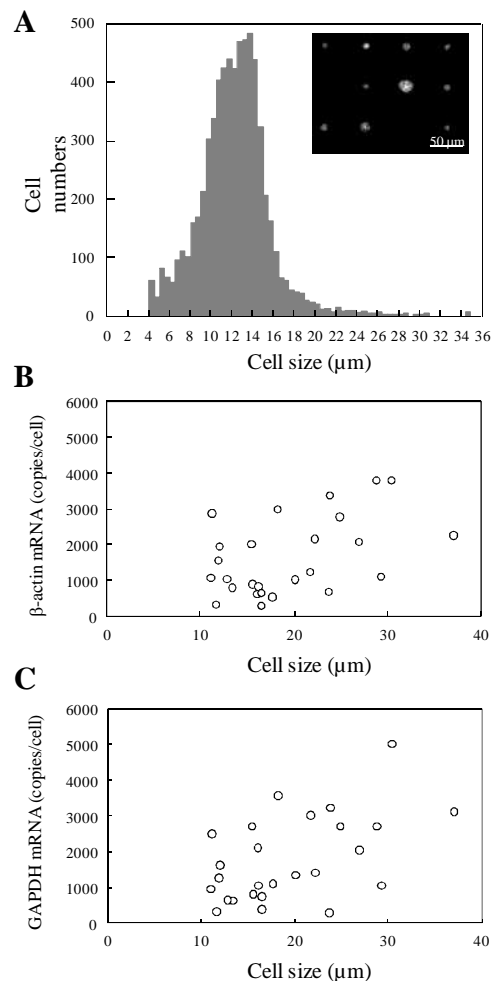 A
500
400
300
200
100
0
Cell numbers
50 µm
0 2 4 6 8 10 12 14 16 18 20 22 24 26 28 30 32 34 36
Cell size (µm)
B
6000
5000
4000
3000
2000
1000
0
β-actin mRNA (copies/cell)
10 20 30 40
Cell size (µm)
C
6000
5000
4000
3000
2000
1000
0
GAPDH mRNA (copies/cell)
0 10 20 30 40
Cell size (µm)